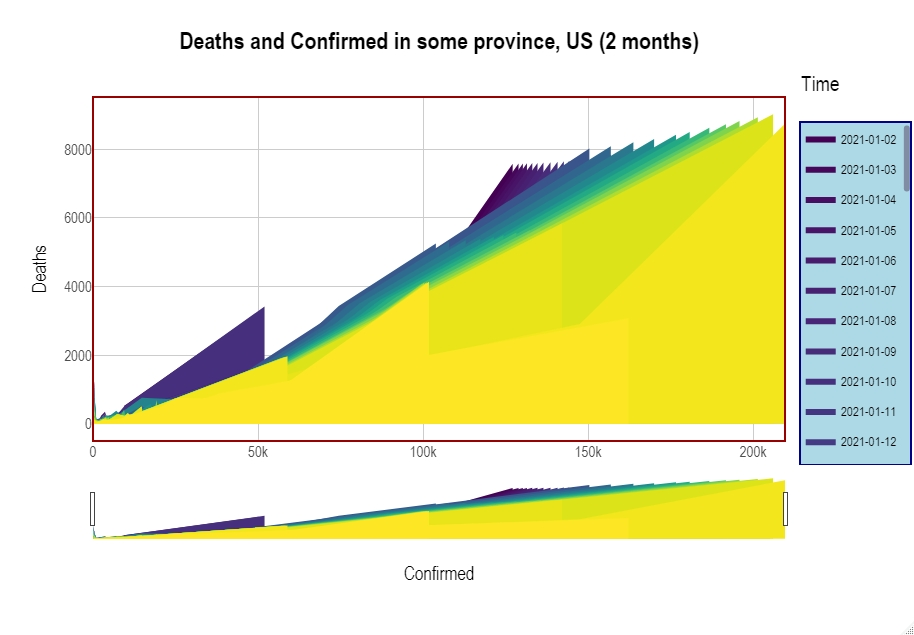 Deaths and Confirmed in some province, US (2 months)
Time
2021-01-02
2021-01-03
2021-01-04
2021-01-05
2021-01-06
2021-01-07
2021-01-08
2021-01-09
2021-01-10
2021-01-11
2021-01-12
Deaths
8000
6000
4000
2000
0
0
50k
100k
150k
200k
Confirmed